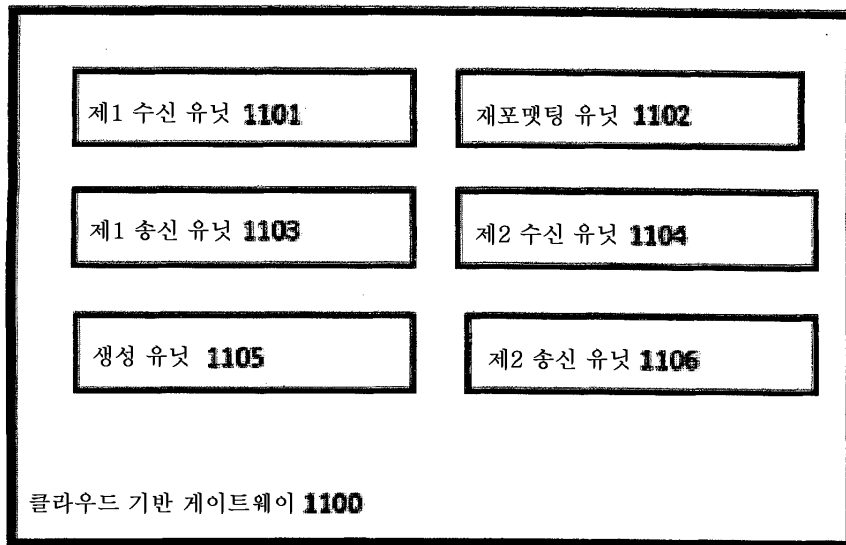 제1 수신 유닛 1101
재포맷팅 유닛 1102
제1 송신 유닛 1103
제2 수신 유닛 1104
생성 유닛 1105
제2 송신 유닛 1106
클라우드 기반 게이트웨이 1100